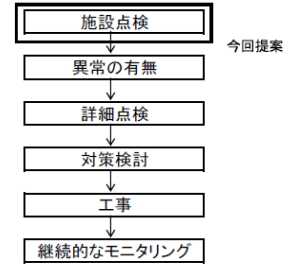 施設点検
今回提案
異常の有無
詳細点検
対策検討
工事
継続的なモニタリング